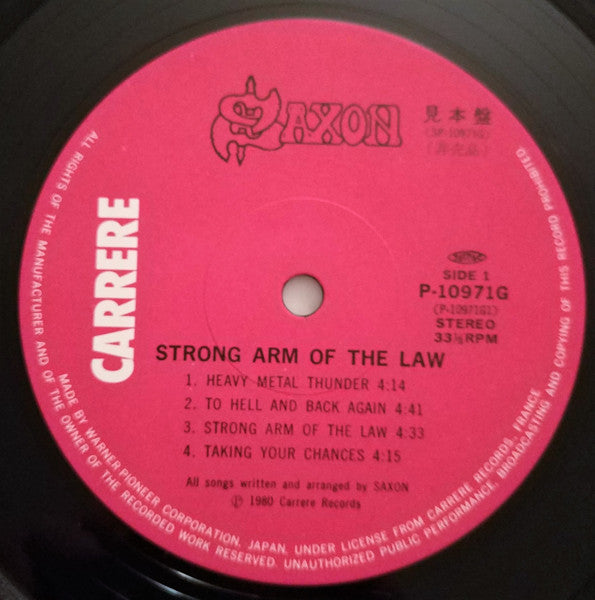 SAXON
見本盤
(3P-10971G)
(非売品)
CARRERE
SIDE 1
P-10971G
(P-10971G1)
STEREO
33⅓RPM
STRONG ARM OF THE LAW
1. HEAVY METAL THUNDER 4:14
2. TO HELL AND BACK AGAIN 4:41
3. STRONG ARM OF THE LAW 4:33
4. TAKING YOUR CHANCES 4:15
All songs written and arranged by SAXON
Ⓟ 1980 Carrere Records
ALL RIGHTS OF THE MANUFACTURER AND OF THE OWNER OF THE RECORDED WORK RESERVED. UNAUTHORIZED PUBLIC PERFORMANCE, BROADCASTING AND COPYING OF THIS RECORD PROHIBITED.
MADE BY WARNER-PIONEER CORPORATION, JAPAN, UNDER LICENSE FROM CARRERE RECORDS, FRANCE